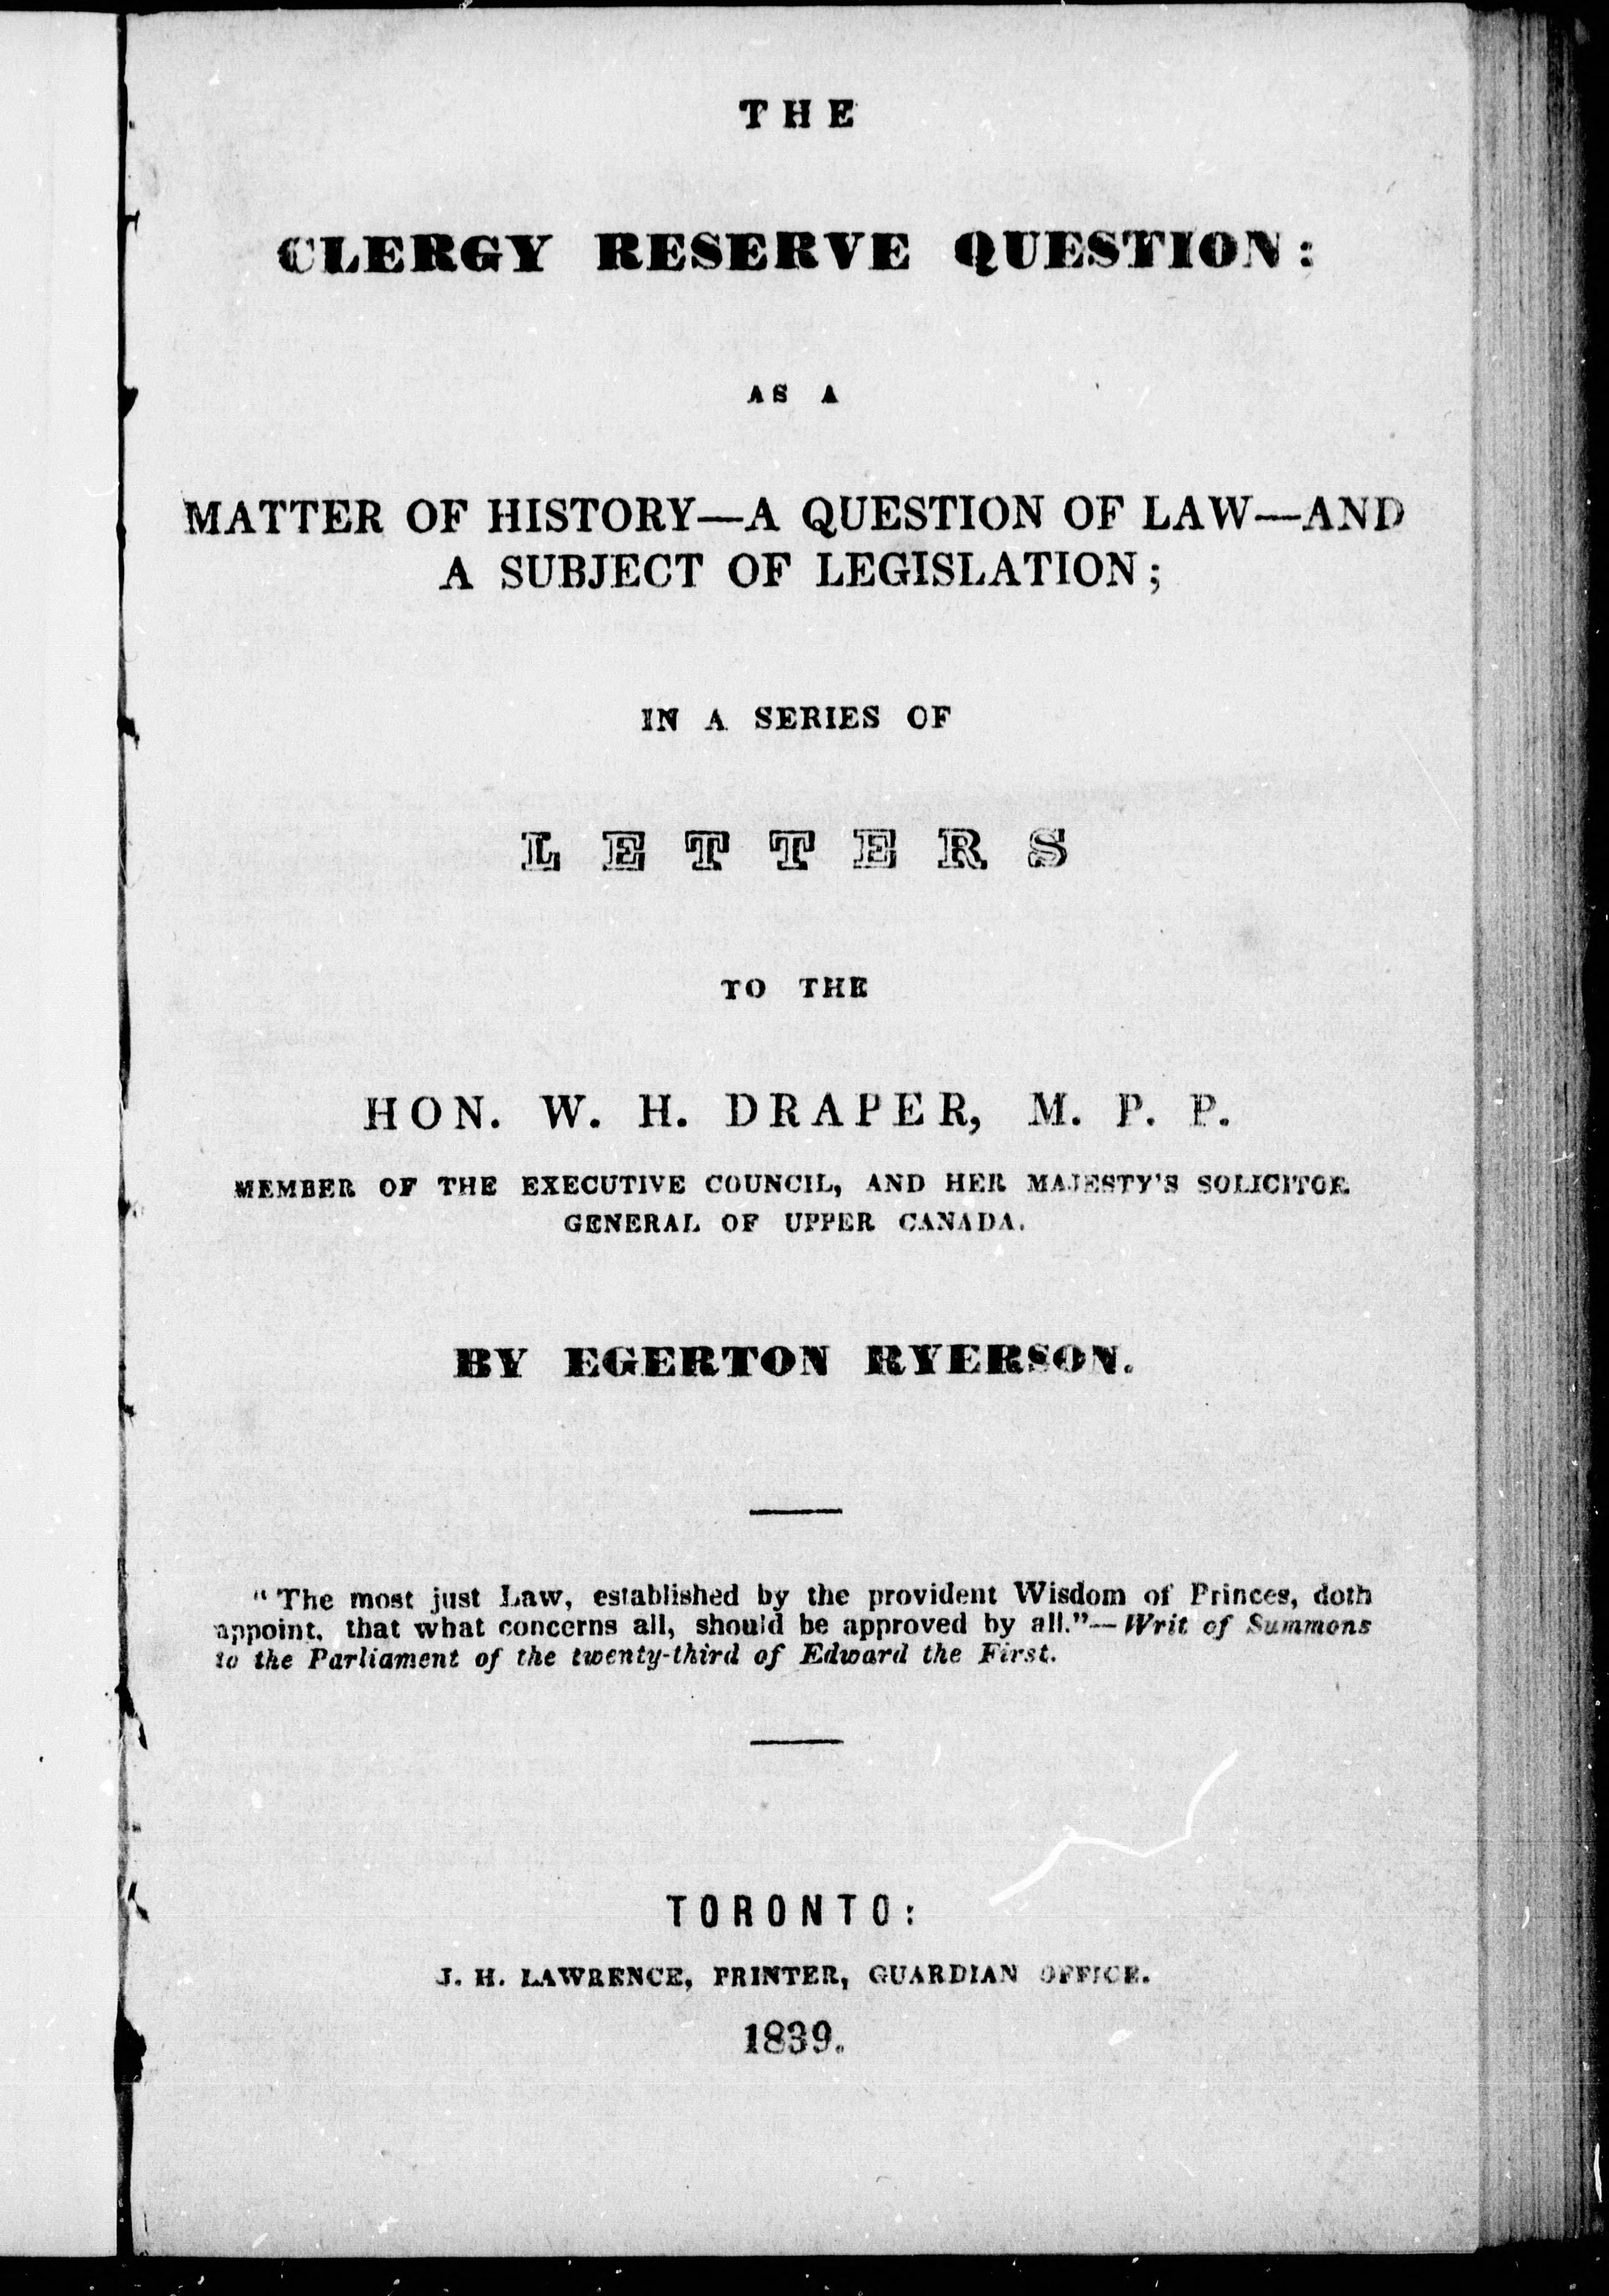 THE
CLERGY RESERVE QUESTION:
AS A
MATTER OF HISTORY—A QUESTION OF LAW—AND
A SUBJECT OF LEGISLATION;
IN A SERIES OF
LETTERS
TO THE
HON. W. H. DRAPER, M. P. P.
MEMBER OF THE EXECUTIVE COUNCIL, AND HER MAJESTY'S SOLICITOR
GENERAL OF UPPER CANADA.
BY EGERTON RYERSON.
"The most just Law, established by the provident Wisdom of Princes, doth
appoint, that what concerns all, should be approved by all."—Writ of Summons
to the Parliament of the twenty-third of Edward the First.
TORONTO:
J. H. LAWRENCE, PRINTER, GUARDIAN OFFICE.
1839.